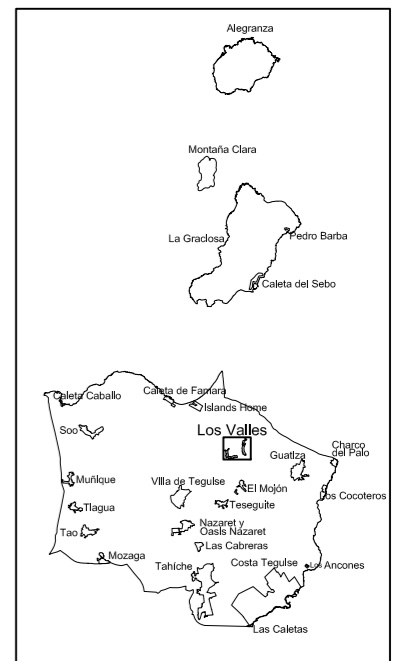 Alegranza
Montaña Clara
La Graciosa
Pedro Barba
Caleta del Sebo
Caleta Caballo
Caleta de Famara
Islands Home
Soo
Los Valles
Guatiza
Charco
del Palo
Muñique
Villa de Teguise
El Mojón
Los Cocoteros
Tiagua
Teseguite
Tao
Nazaret y
Oasis Nazaret
Las Cabreras
Mozaga
Tahíche
Costa Teguise
Los Ancones
Las Caletas